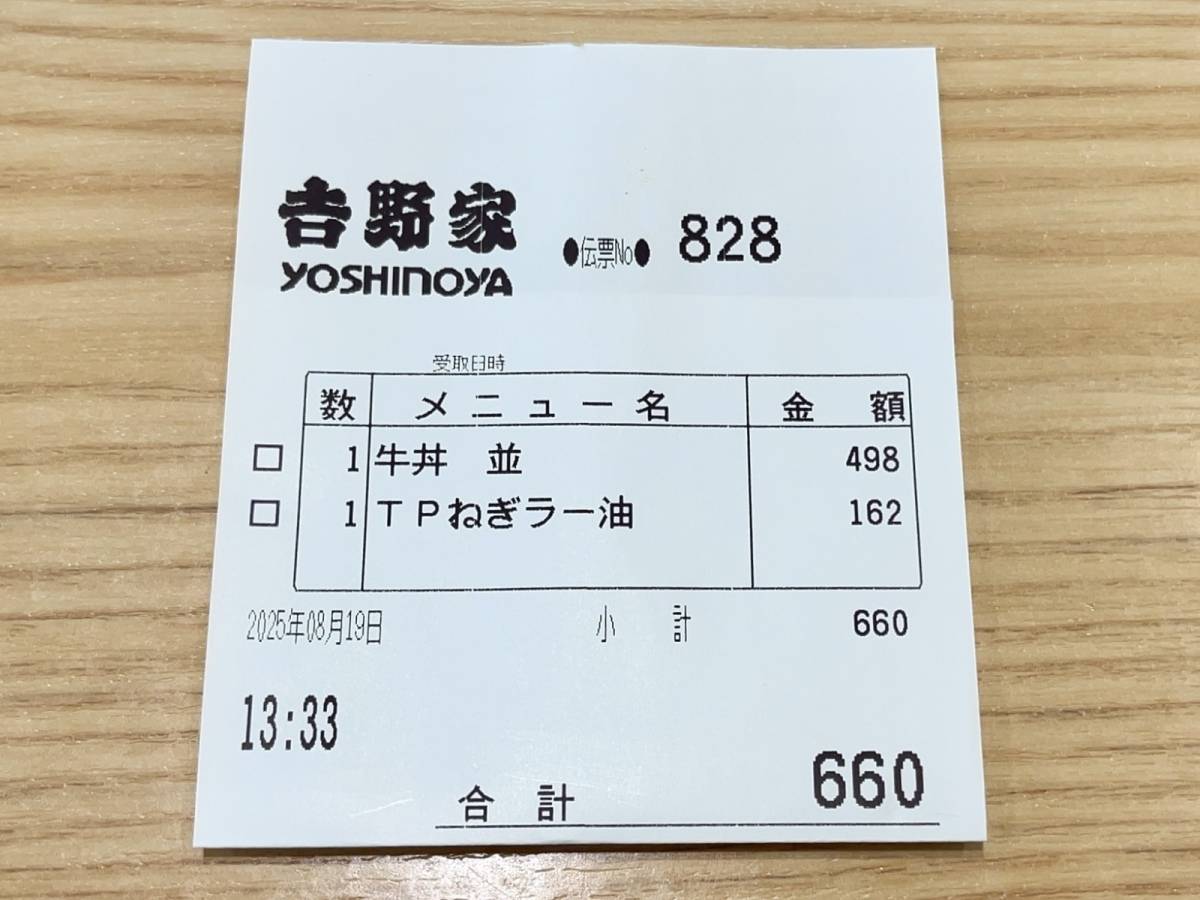 吉野家
YOSHINOYA
●伝票No● 828
受取日時
数 メニュー名 金額
□ 1 牛丼 並 498
□ 1 TPねぎラー油 162
2025年08月19日 小計 660
13:33
合計 660